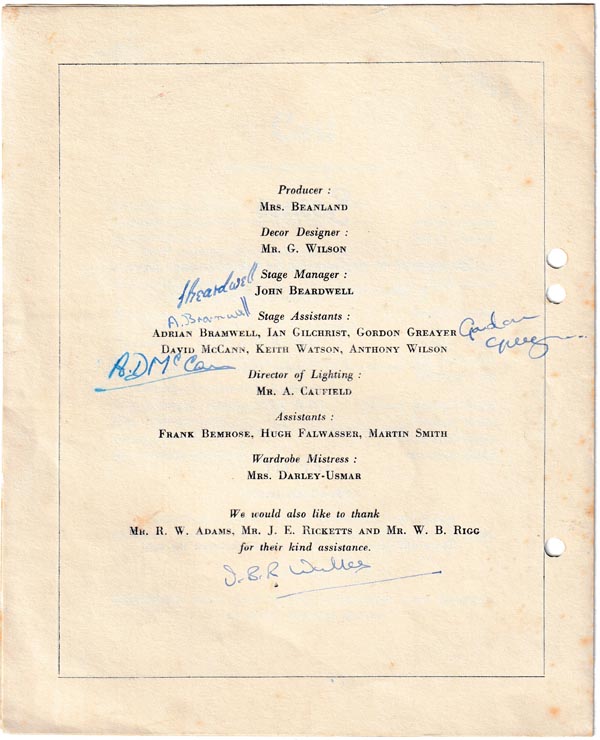 Producer :
MRS. BEANLAND
Decor Designer :
MR. G. WILSON
Stage Manager :
JBeardwell
JOHN BEARDWELL
A. Bramwell
Stage Assistants :
ADRIAN BRAMWELL, IAN GILCHRIST, GORDON GREAYER
Gordon
DAVID MCCANN, KEITH WATSON, ANTHONY WILSON
Greayer
A.D McCann
Director of Lighting :
MR. A. CAUFIELD
Assistants :
FRANK BEMROSE, HUGH FALWASSER, MARTIN SMITH
Wardrobe Mistress :
MRS. DARLEY-USMAR
We would also like to thank
MR. R. W. ADAMS, MR. J. E. RICKETTS AND MR. W. B. RIGG
for their kind assistance.